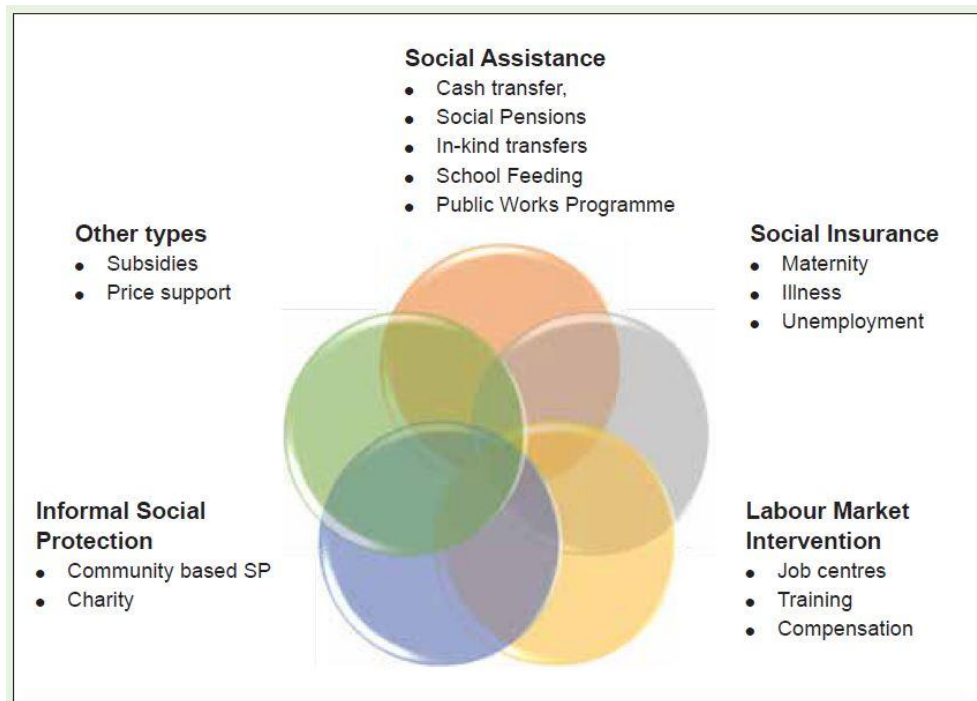 Social Assistance
● Cash transfer,
● Social Pensions
● In-kind transfers
● School Feeding
● Public Works Programme
Other types
● Subsidies
● Price support
Social Insurance
● Maternity
● Illness
● Unemployment
Informal Social
Protection
● Community based SP
● Charity
Labour Market
Intervention
● Job centres
● Training
● Compensation